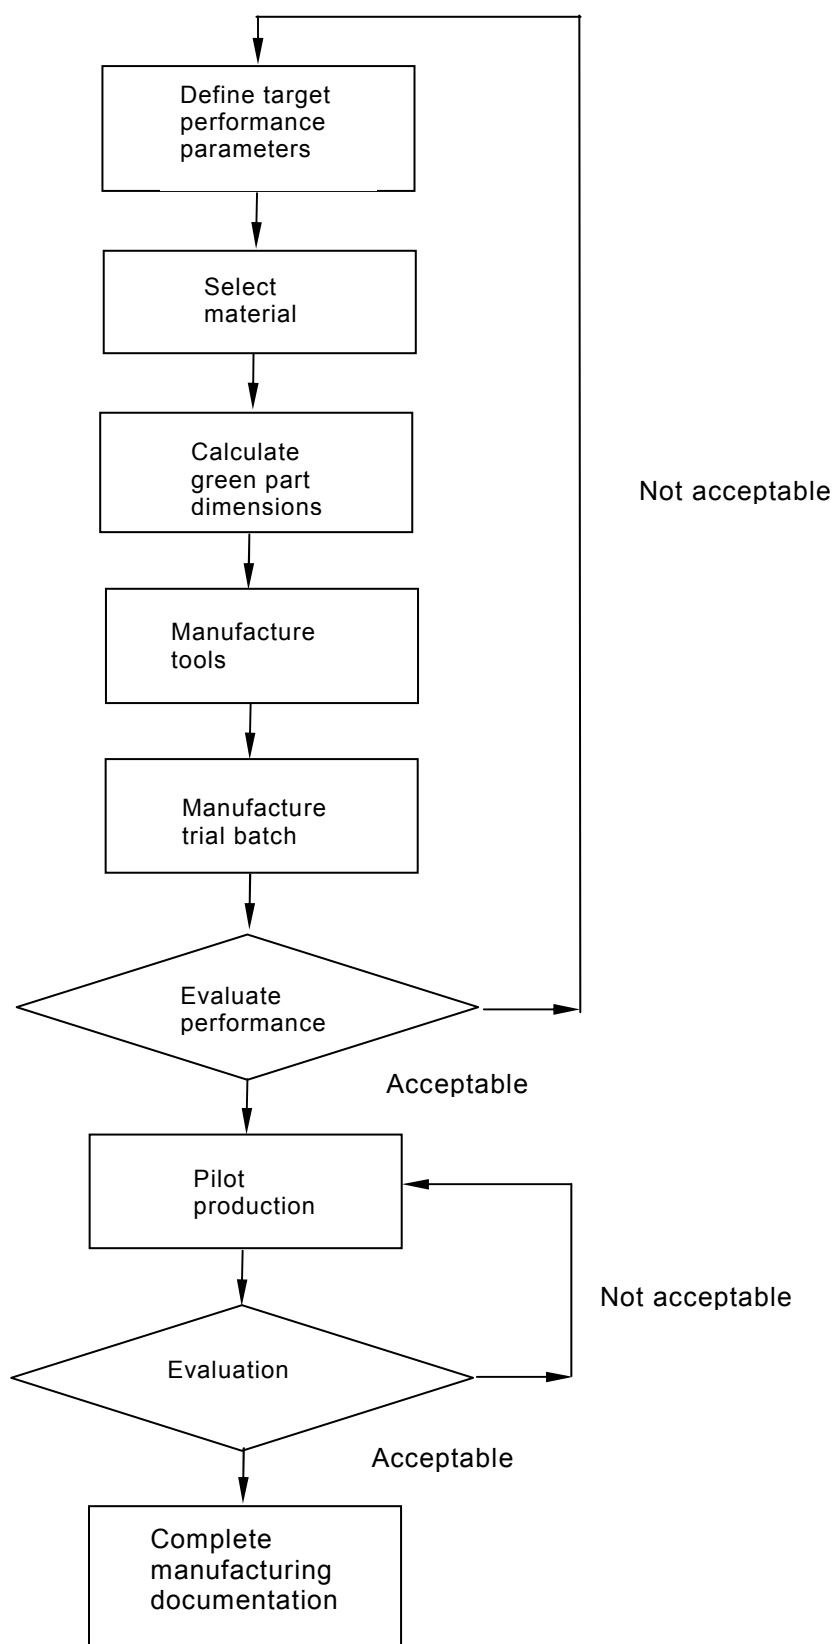 Define target
performance
parameters
Select
material
Calculate
green part
dimensions
Not acceptable
Manufacture
tools
Manufacture
trial batch
Evaluate
performance
Acceptable
Pilot
production
Not acceptable
Evaluation
Acceptable
Complete
manufacturing
documentation